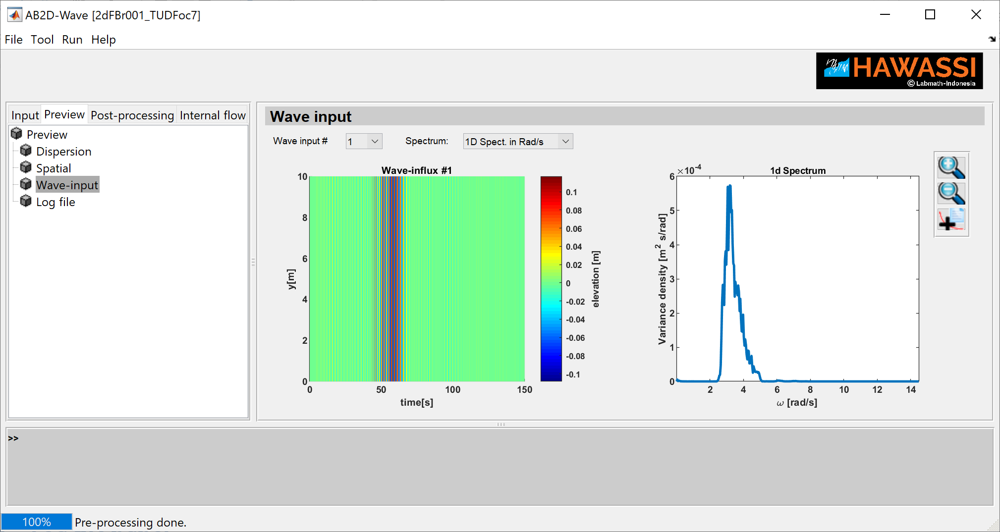 AB2D-Wave [2dFBr001_TUDFoc7]
File Tool Run Help
HAWASSI
© Labmath-Indonesia
Input Preview Post-processing Internal flow
Preview
Dispersion
Spatial
Wave-input
Log file
Wave input
Wave input # 1 Spectrum: 1D Spect. in Rad/s
Wave-influx #1
10
8
6
4
2
0
y[m]
0 50 100 150
time[s]
0.1
0.08
0.06
0.04
0.02
0
-0.02
-0.04
-0.06
-0.08
-0.1
elevation [m]
×10⁻⁴
1d Spectrum
6
5
4
3
2
1
0
Variance density [m² s/rad]
2 4 6 8 10 12 14
ω [rad/s]
>>
100% Pre-processing done.